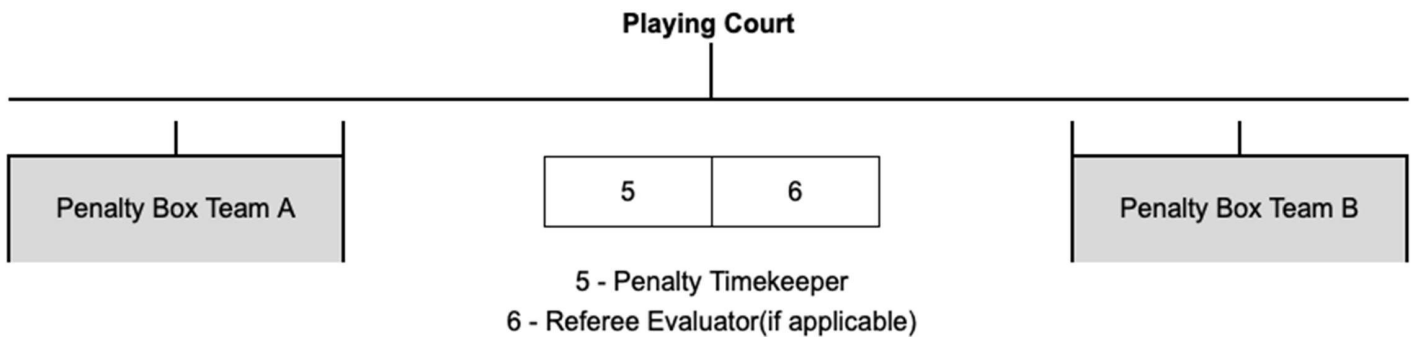 Playing Court
Penalty Box Team A
5
6
Penalty Box Team B
5 - Penalty Timekeeper
6 - Referee Evaluator(if applicable)